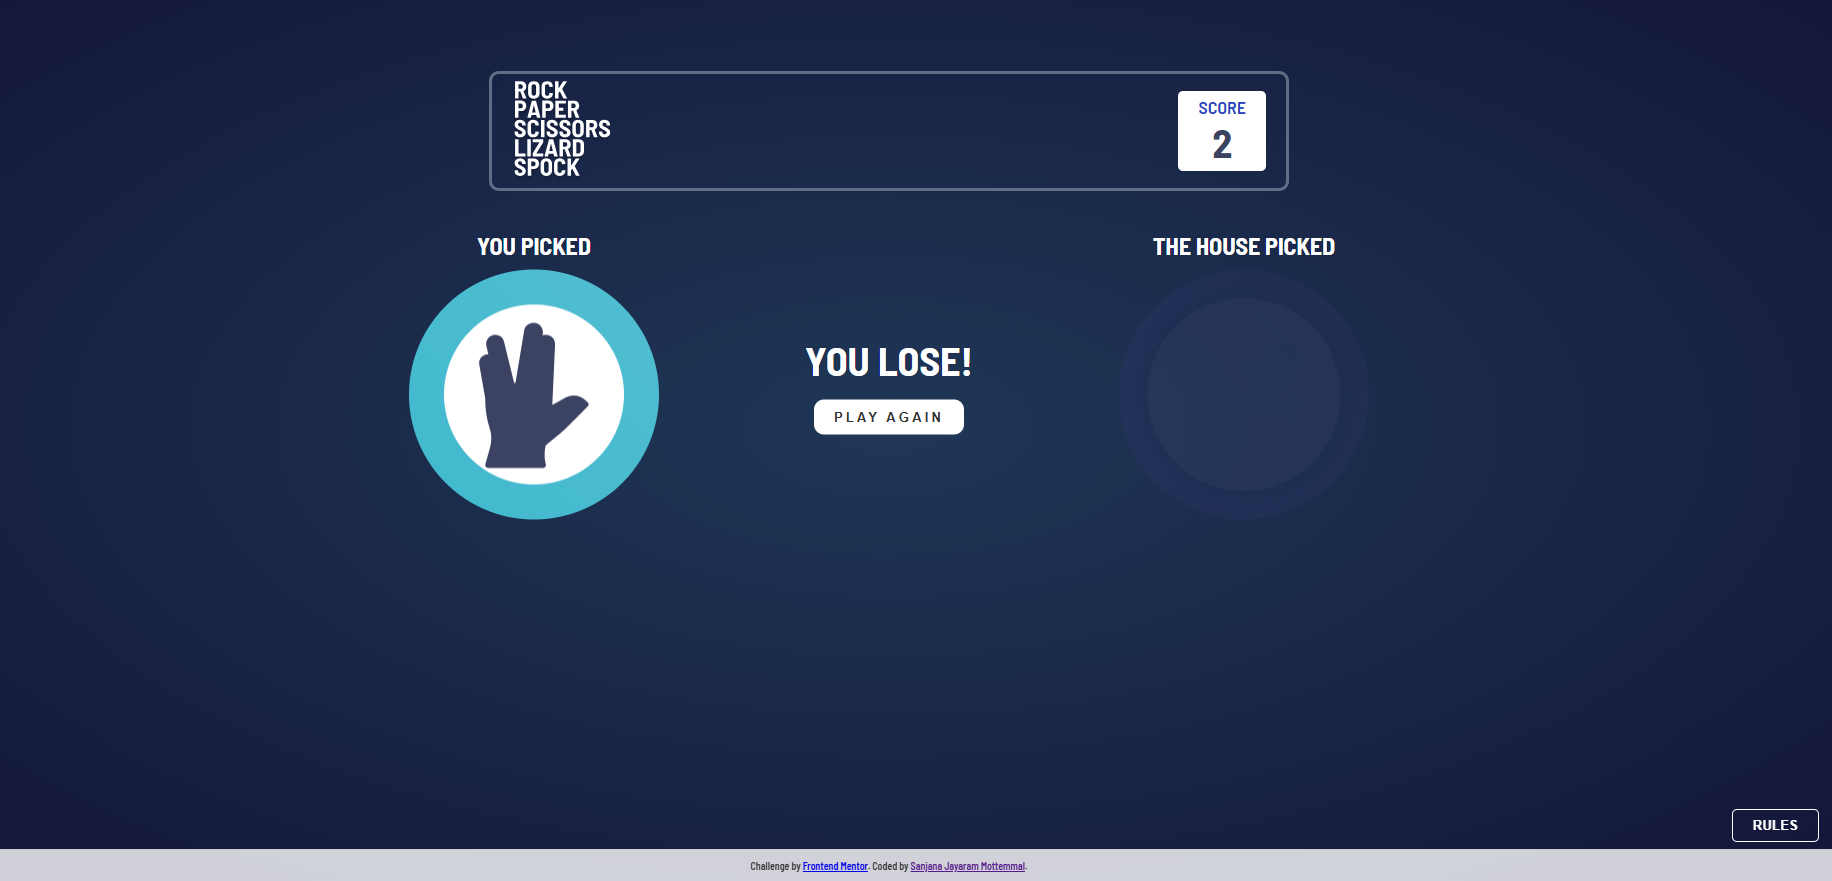 ROCK
PAPER
SCISSORS
LIZARD
SPOCK
SCORE
2
YOU PICKED
THE HOUSE PICKED
YOU LOSE!
PLAY AGAIN
RULES
Challenge by Frontend Mentor. Coded by Sanjana Jayaram Mottemmal.